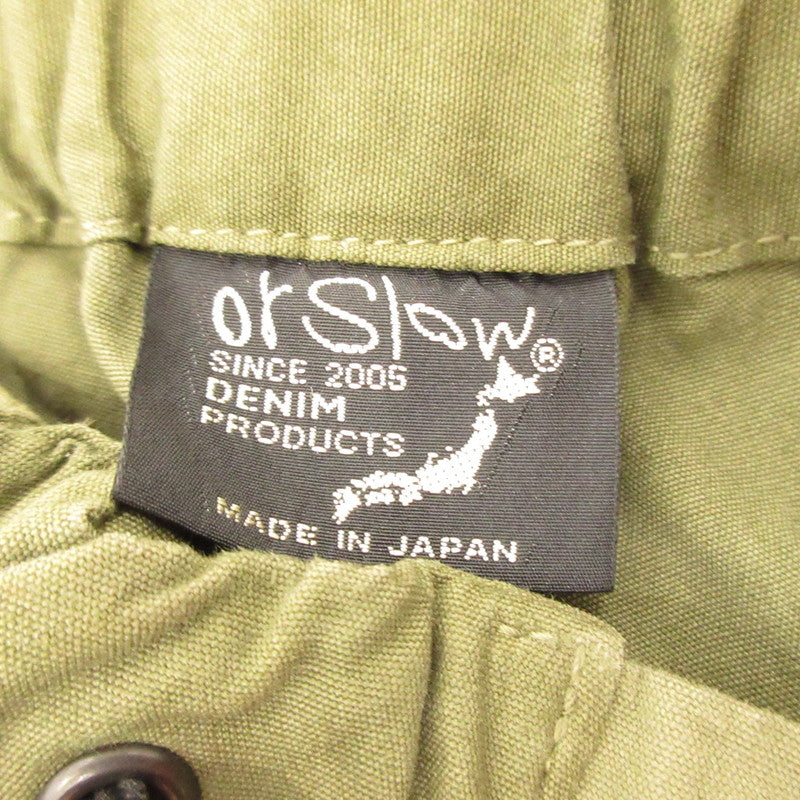 orslow®
SINCE 2005
DENIM
PRODUCTS
MADE IN JAPAN